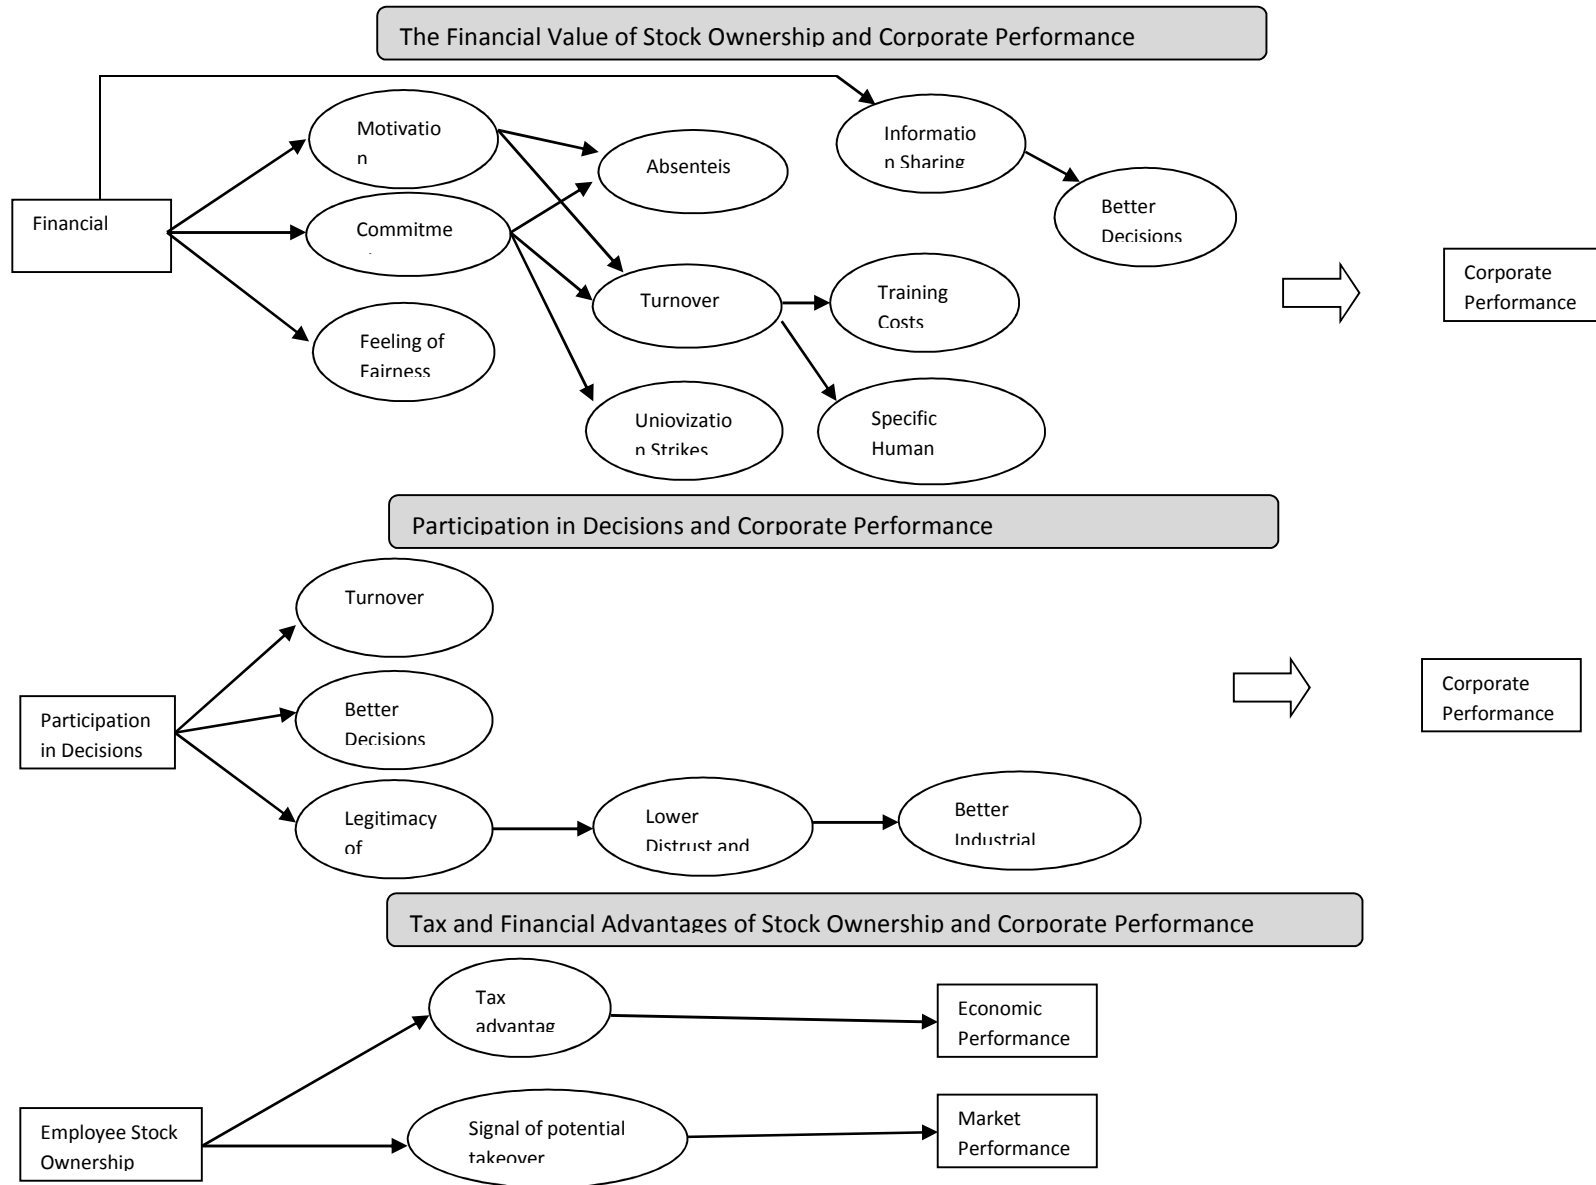 The Financial Value of Stock Ownership and Corporate Performance
Motivatio
n
Informatio
n Sharing
Absenteis
Better
Decisions
Financial
Commitme
Corporate
Performance
Turnover
Training
Costs
Feeling of
Fairness
Uniovizatio
n Strikes
Specific
Human
Participation in Decisions and Corporate Performance
Turnover
Corporate
Performance
Participation
in Decisions
Better
Decisions
Legitimacy
of
Lower
Distrust and
Better
Industrial
Tax and Financial Advantages of Stock Ownership and Corporate Performance
Tax
advantag
Economic
Performance
Employee Stock
Ownership
Signal of potential
takeover
Market
Performance